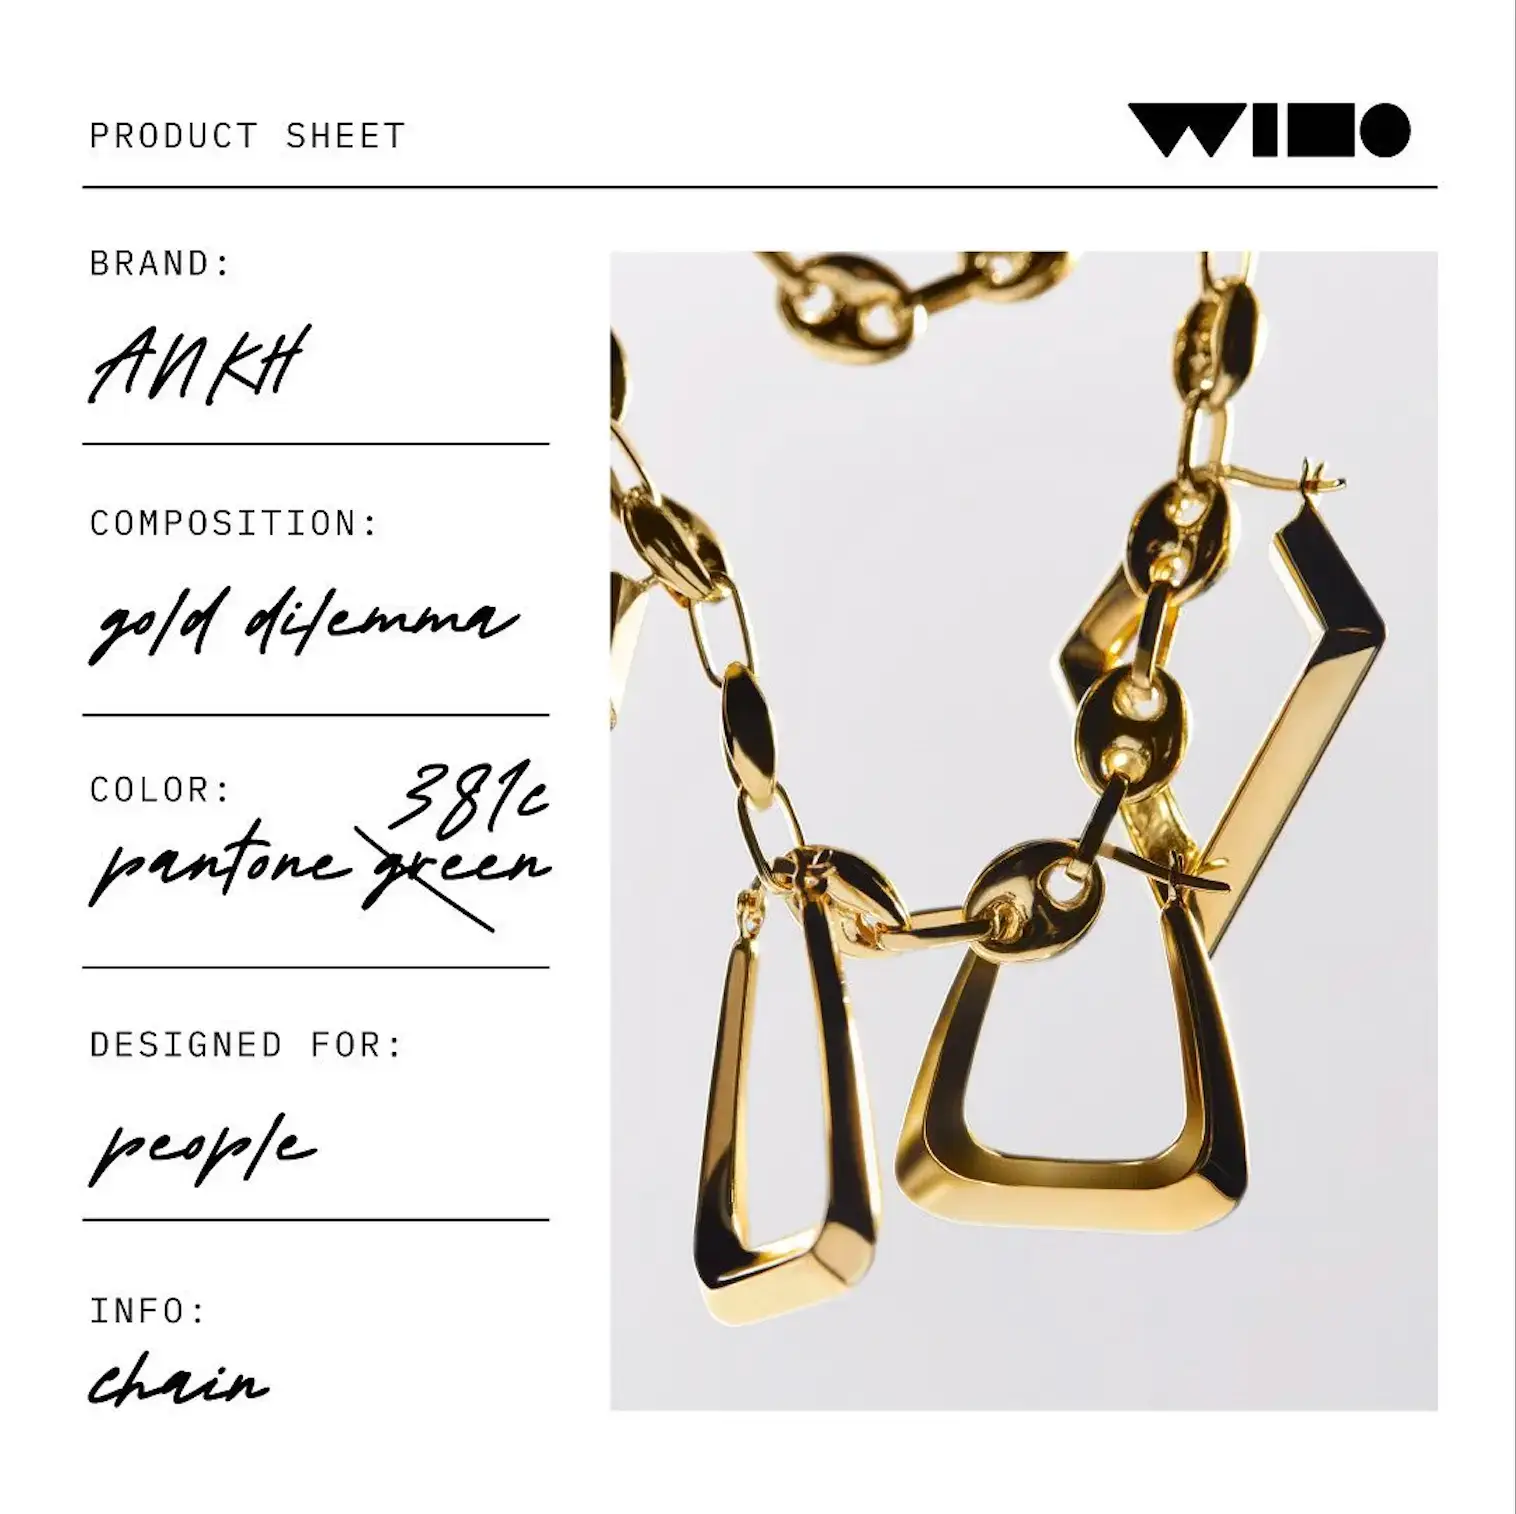 PRODUCT SHEET
WIMO
BRAND:
ANKH
COMPOSITION:
gold dilemma
COLOR:
381c
pantone green
DESIGNED FOR:
people
INFO:
chain